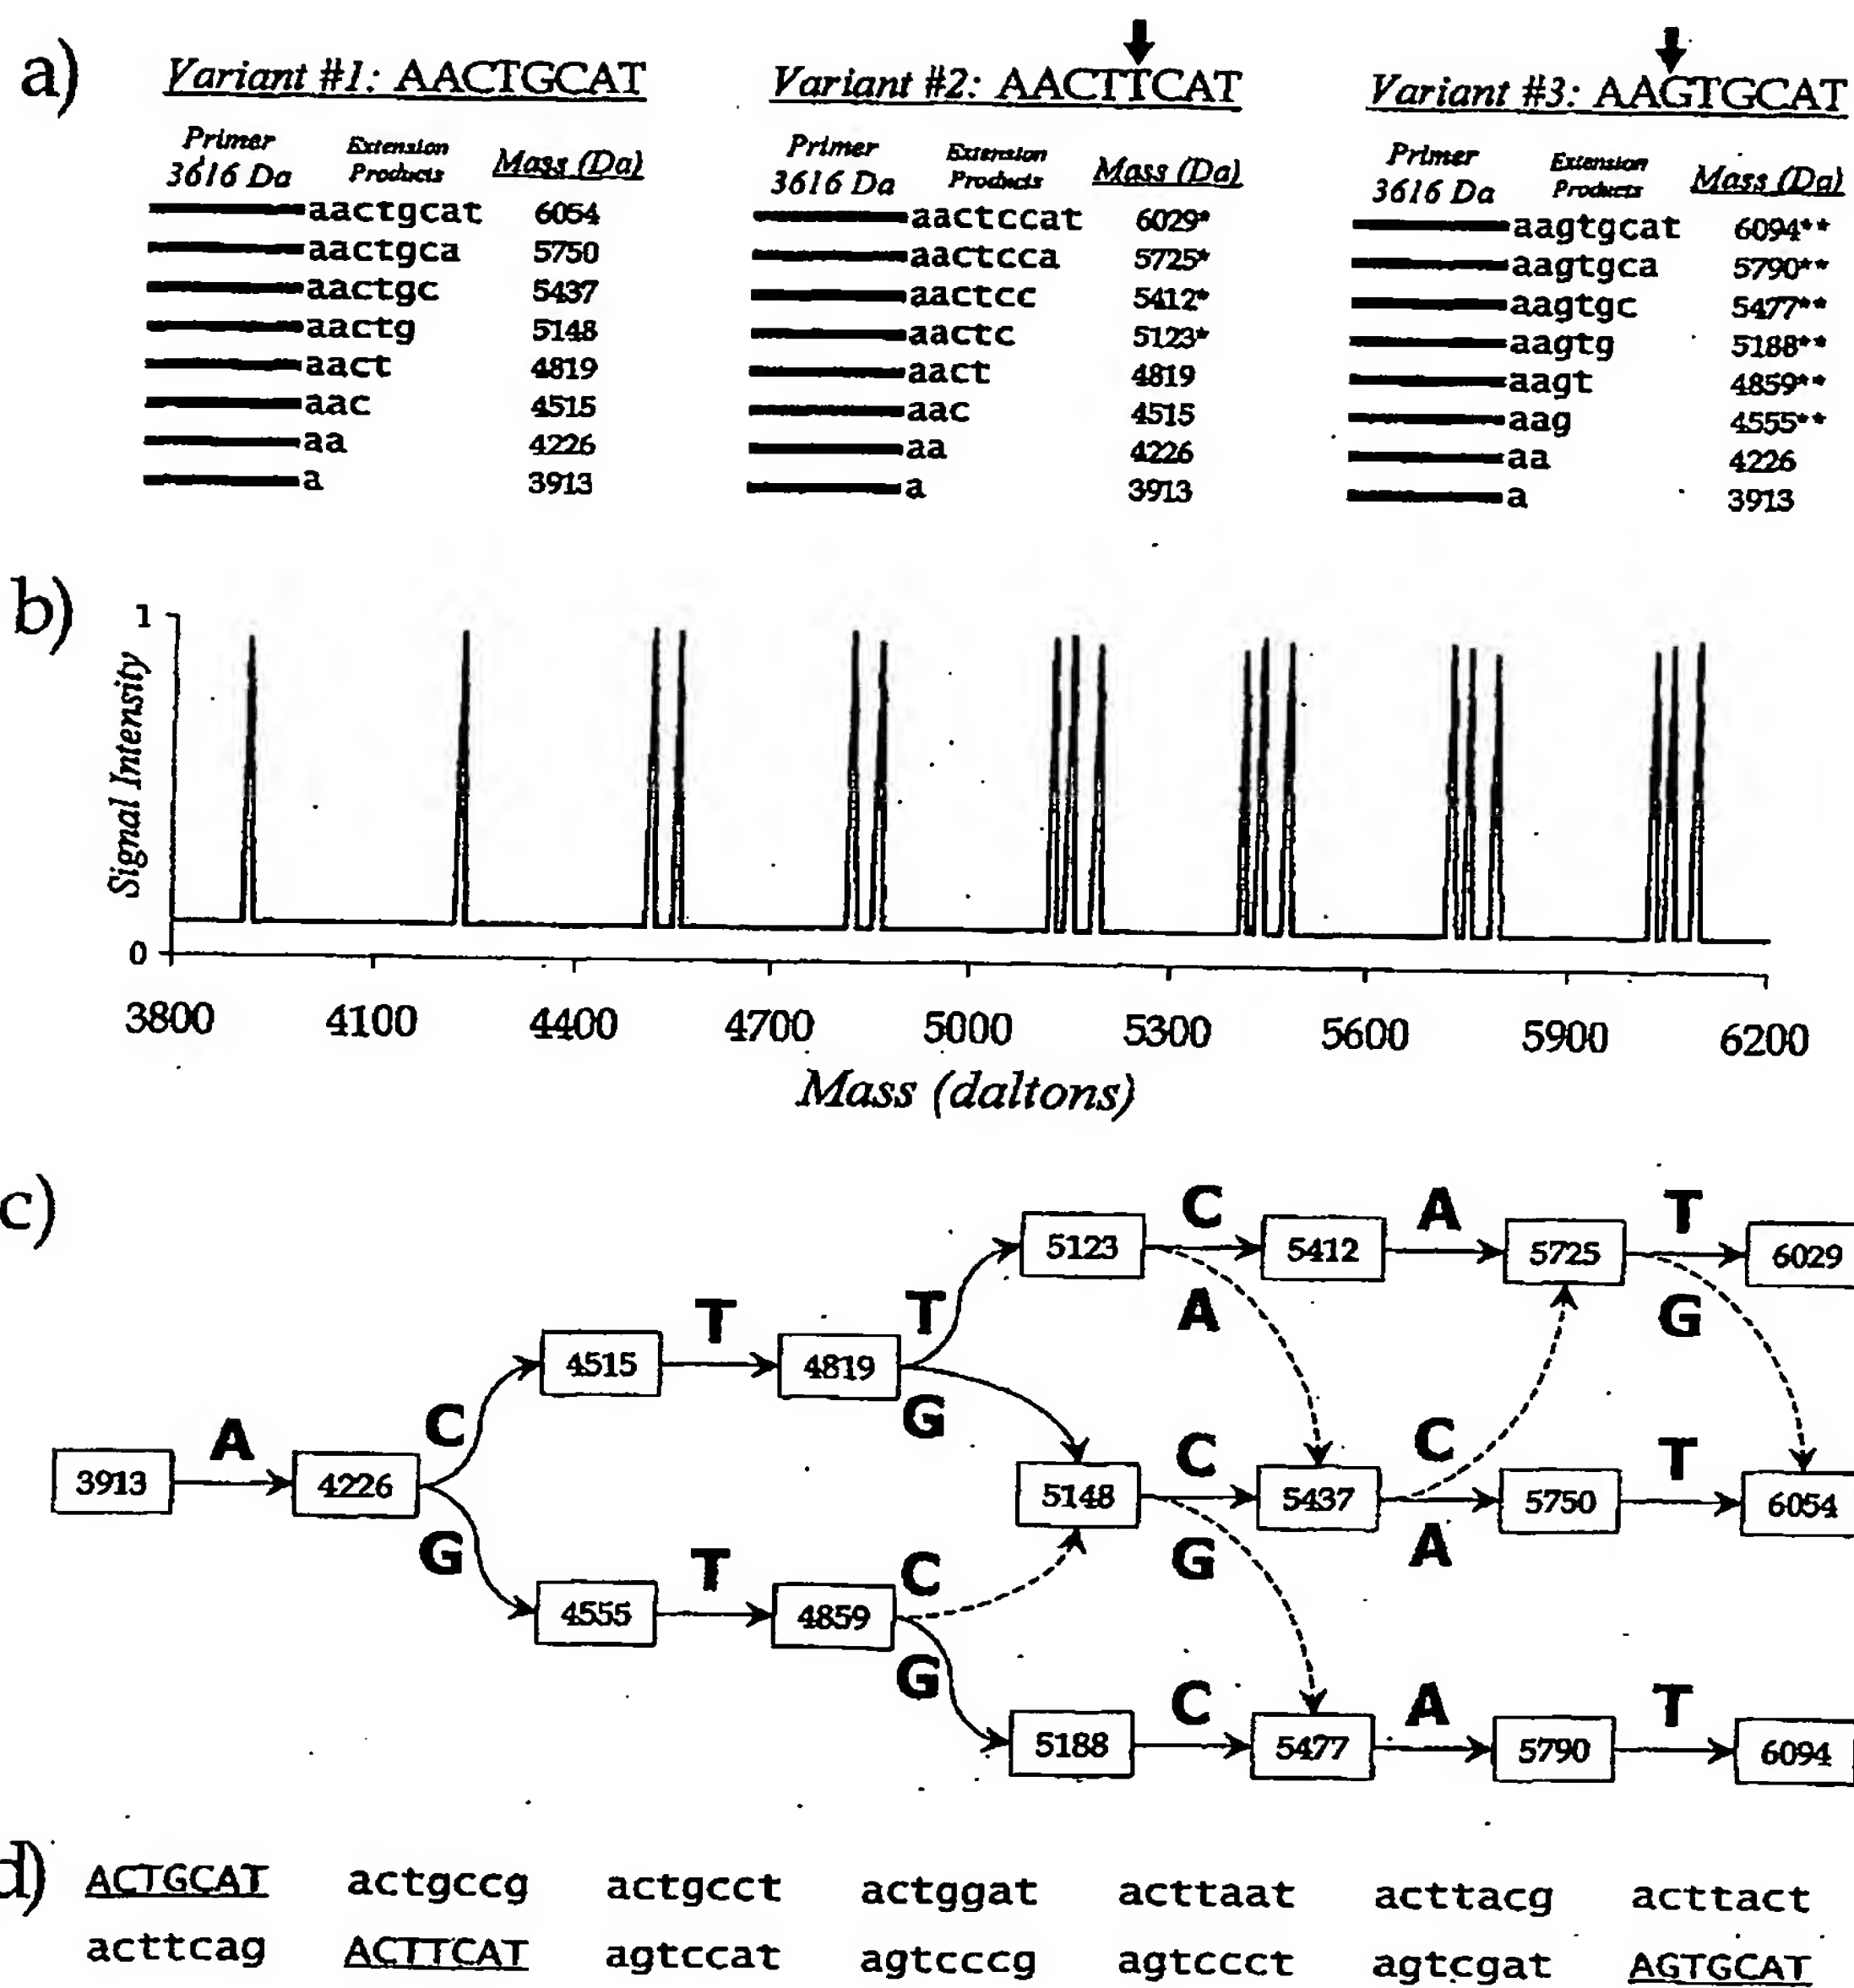 a)
Variant #1: AACTGCAT
Primer Extension Mass (Da)
3616 Da Products
aactgcat 6054
aactgca 5750
aactgc 5437
aactg 5148
aact 4819
aac 4515
aa 4226
a 3913
Variant #2: AACTTCAT
Primer Extension Mass (Da)
3616 Da Products
aactccat 6029*
aactcca 5725*
aactcc 5412*
aactc 5123*
aact 4819
aac 4515
aa 4226
a 3913
Variant #3: AAGTGCAT
Primer Extension Mass (Da)
3616 Da Products
aagtgcat 6094**
aagtgca 5790**
aagtgc 5477**
aagtg 5188**
aagt 4859**
aag 4555**
aa 4226
a 3913
b)
1
Signal Intensity
0
3800 4100 4400 4700 5000 5300 5600 5900 6200
Mass (daltons)
c)
C A T
5123 5412 5725 6029
T T A G
4515 4819
C G C C T
A
3913 4226 5148 5437 5750 6054
G T C G A
4555 4859
G C A T
5188 5477 5790 6094
d)
ACTGCAT actgccg actgcct actggat acttaat acttacg acttact
acttcag ACTTCAT agtccat agtcccg agtccct agtcgat AGTGCAT